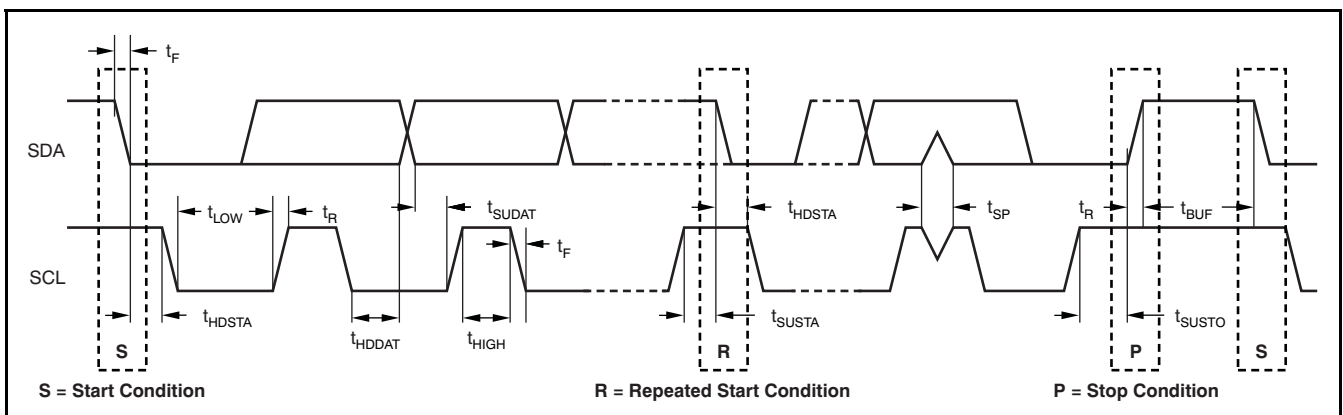 tF
SDA
tLOW
tR
tSUDAT
tHDSTA
tSP
tR
tBUF
tF
SCL
tHDSTA
tHDDAT
tHIGH
tSUSTA
tSUSTO
S
R
P
S
S = Start Condition
R = Repeated Start Condition
P = Stop Condition